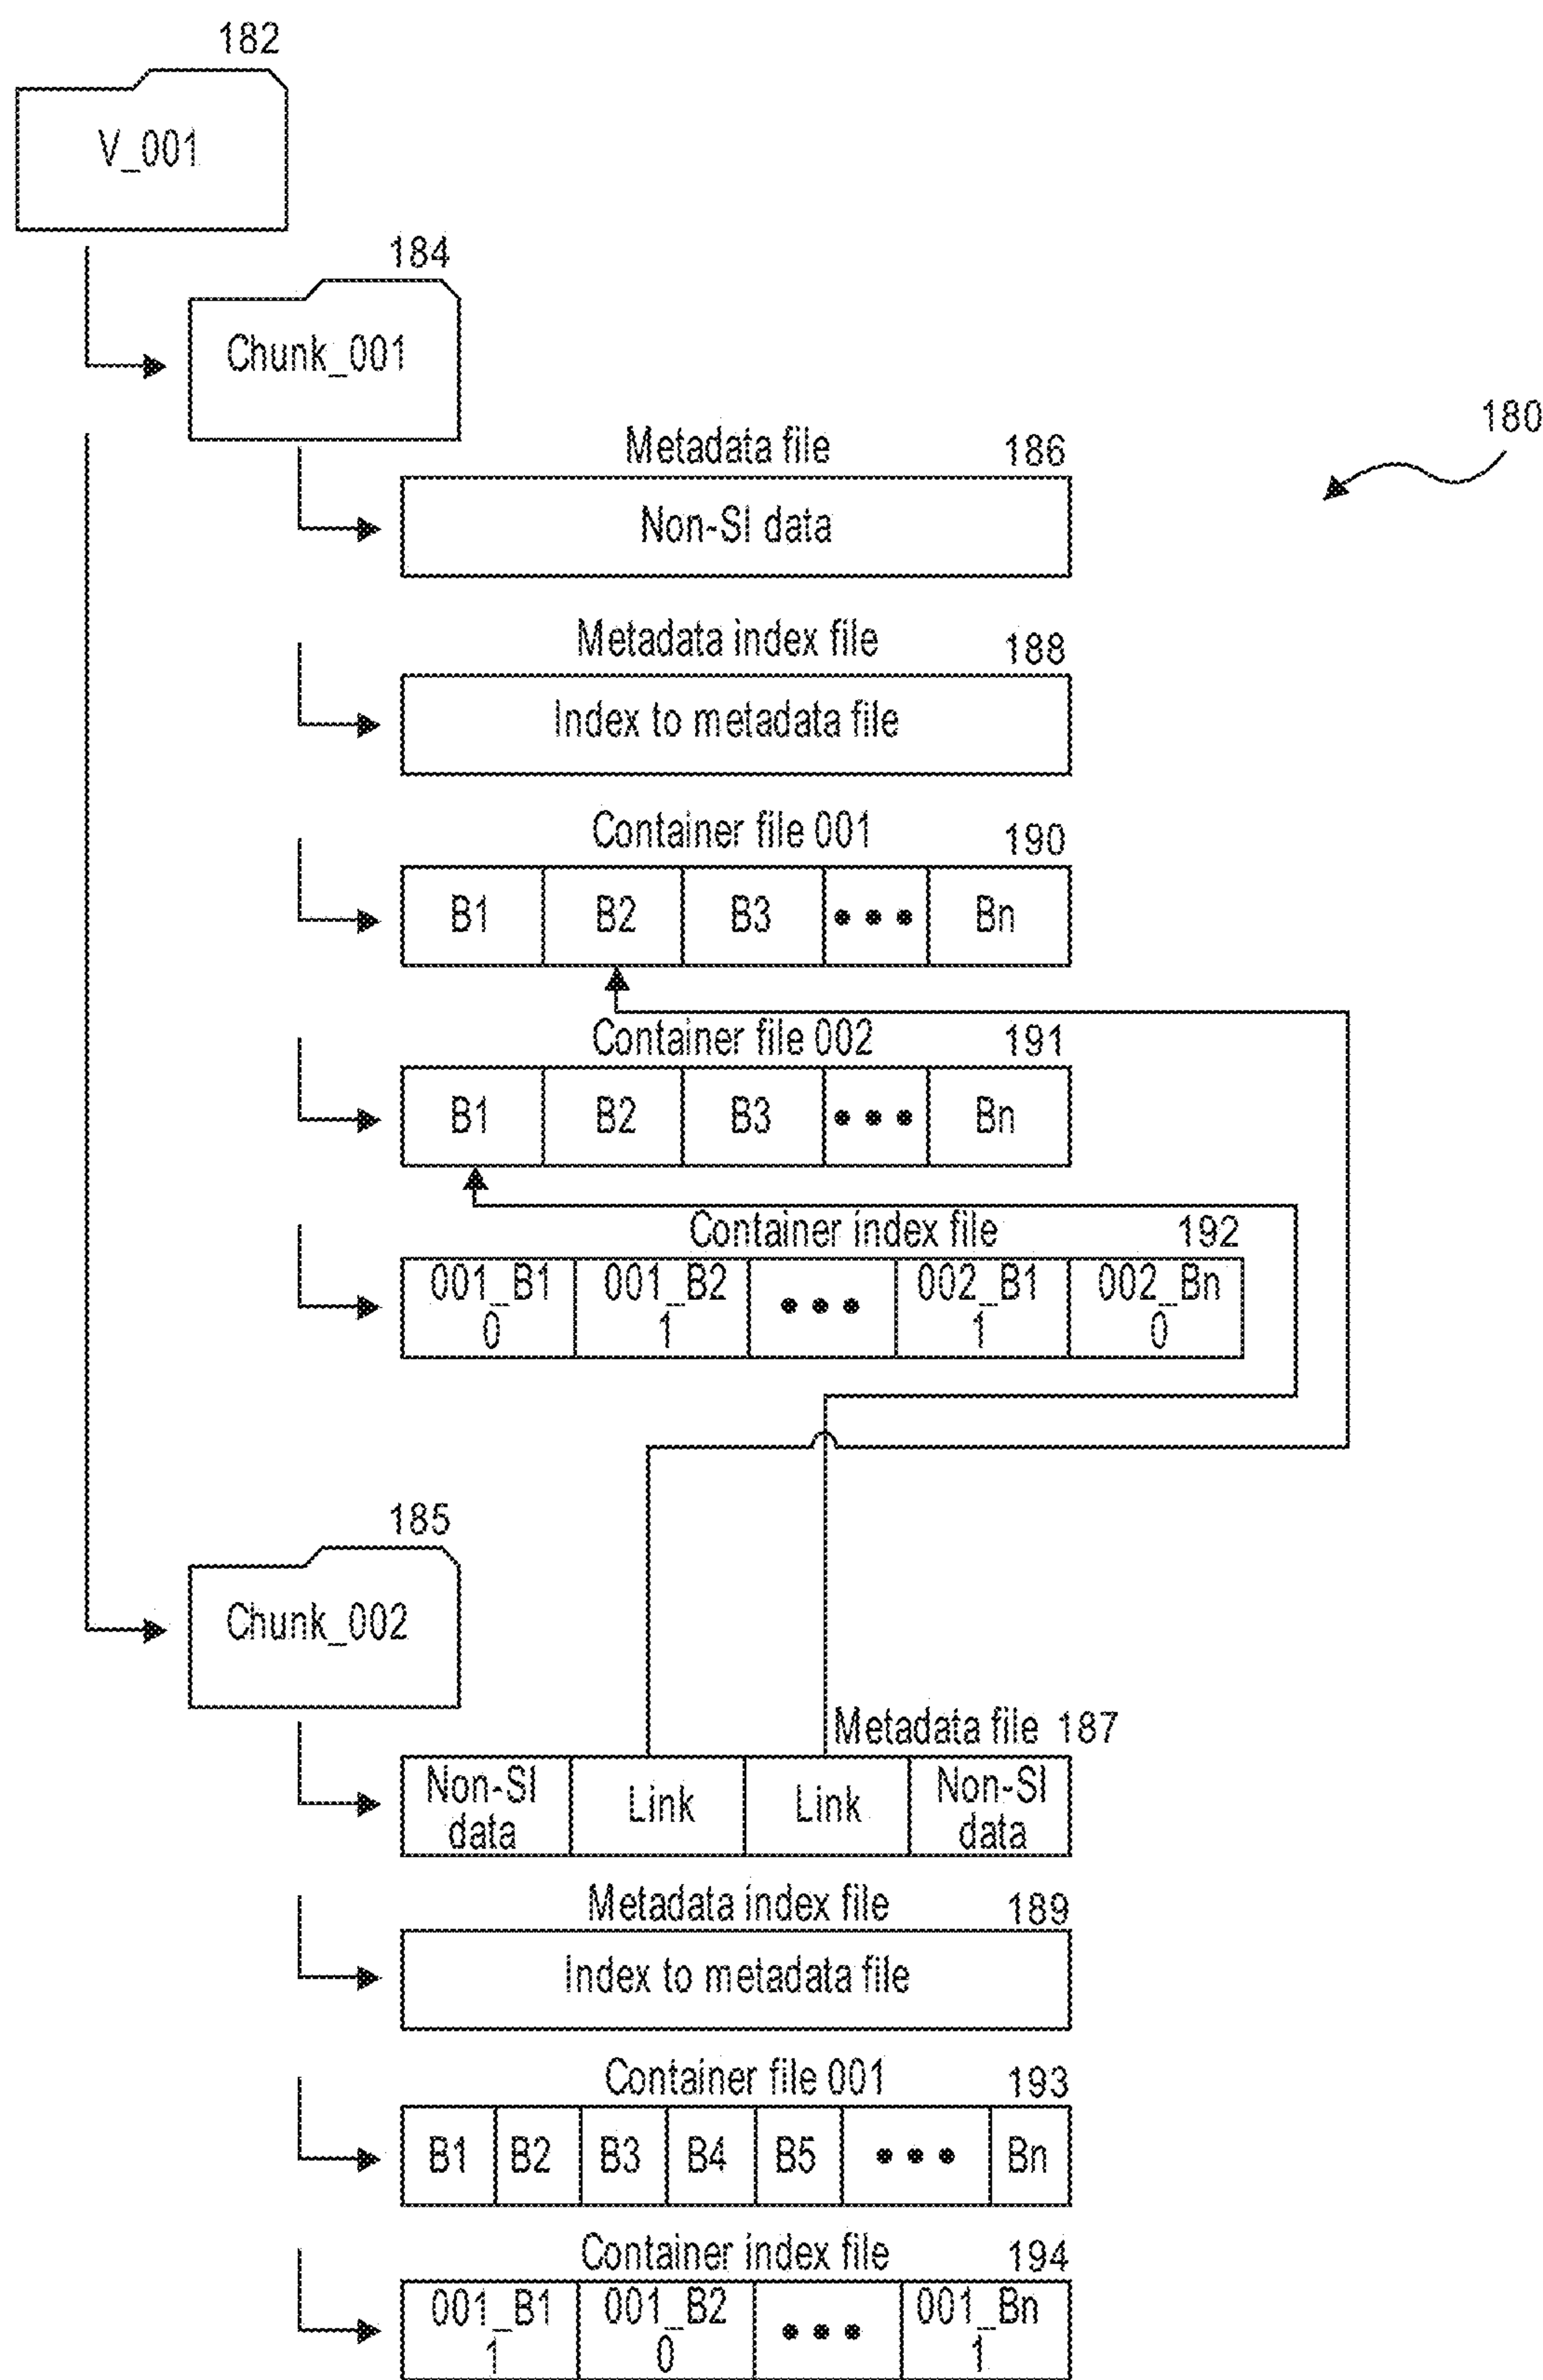 182
V_001
184
Chunk_001
180
Metadata file 186
Non-SI data
Metadata index file 188
Index to metadata file
Container file 001 190
B1 B2 B3 ••• Bn
Container file 002 191
B1 B2 B3 ••• Bn
Container index file 192
001_B1 001_B2 ••• 002_B1 002_Bn
0 1 1 0
185
Chunk_002
Metadata file 187
Non-SI Link Link Non-SI
data data
Metadata index file 189
Index to metadata file
Container file 001 193
B1 B2 B3 B4 B5 ••• Bn
Container index file 194
001_B1 001_B2 ••• 001_Bn
1 0 1